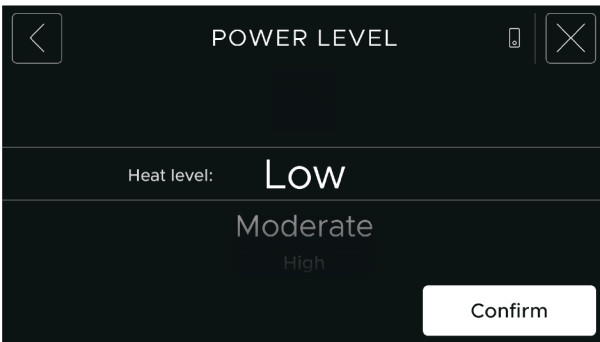 POWER LEVEL
Heat level: Low
Moderate
High
Confirm